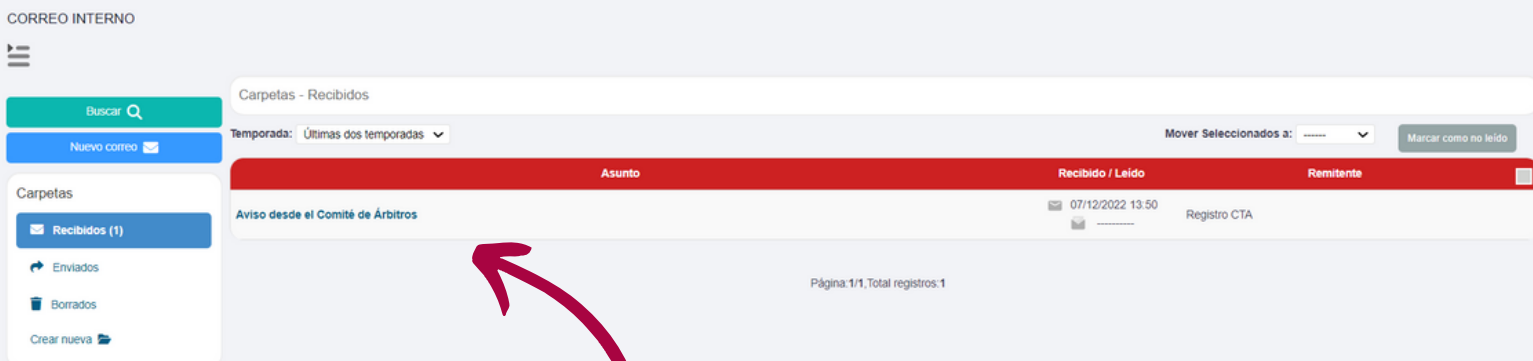 CORREO INTERNO
Buscar
Nuevo correo
Carpetas
Recibidos (1)
Enviados
Borrados
Crear nueva
Carpetas - Recibidos
Temporada: Últimas dos temporadas
Mover Seleccionados a: ------
Marcar como no leído
Asunto Recibido / Leído Remitente
Aviso desde el Comité de Árbitros 07/12/2022 13:50 Registro CTA
----------
Página:1/1,Total registros:1